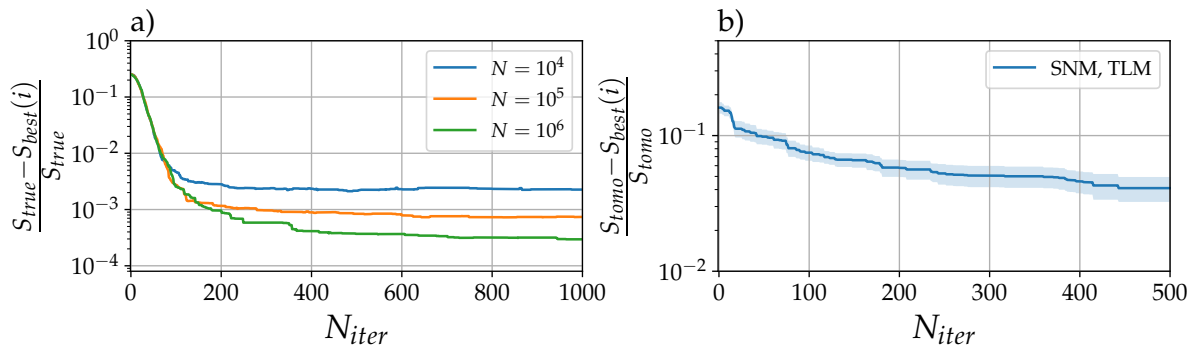 a)
S_true − S_best(i)
S_true
10^0
10^−1
10^−2
10^−3
10^−4
N = 10^4
N = 10^5
N = 10^6
0 200 400 600 800 1000
N_iter
b)
S_tomo − S_best(i)
S_tomo
10^−1
10^−2
SNM, TLM
0 100 200 300 400 500
N_iter